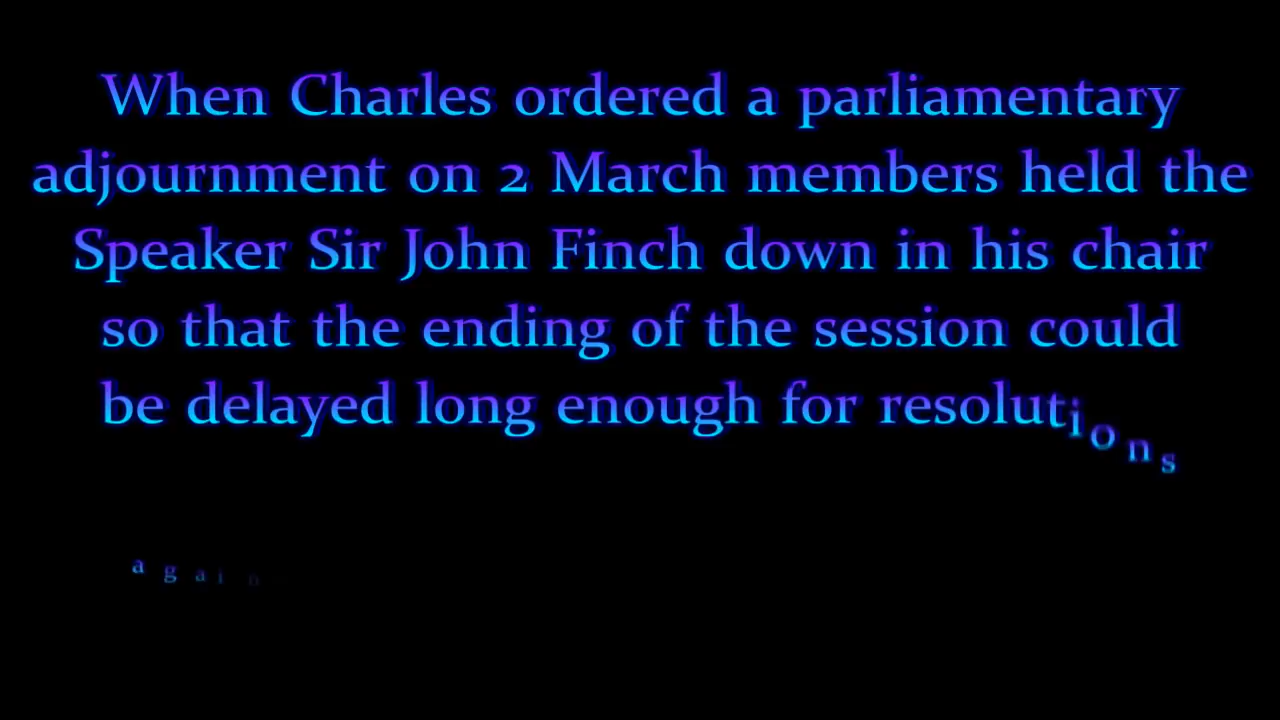 When Charles ordered a parliamentary
adjournment on 2 March members held the
Speaker Sir John Finch down in his chair
so that the ending of the session could
be delayed long enough for resolutions